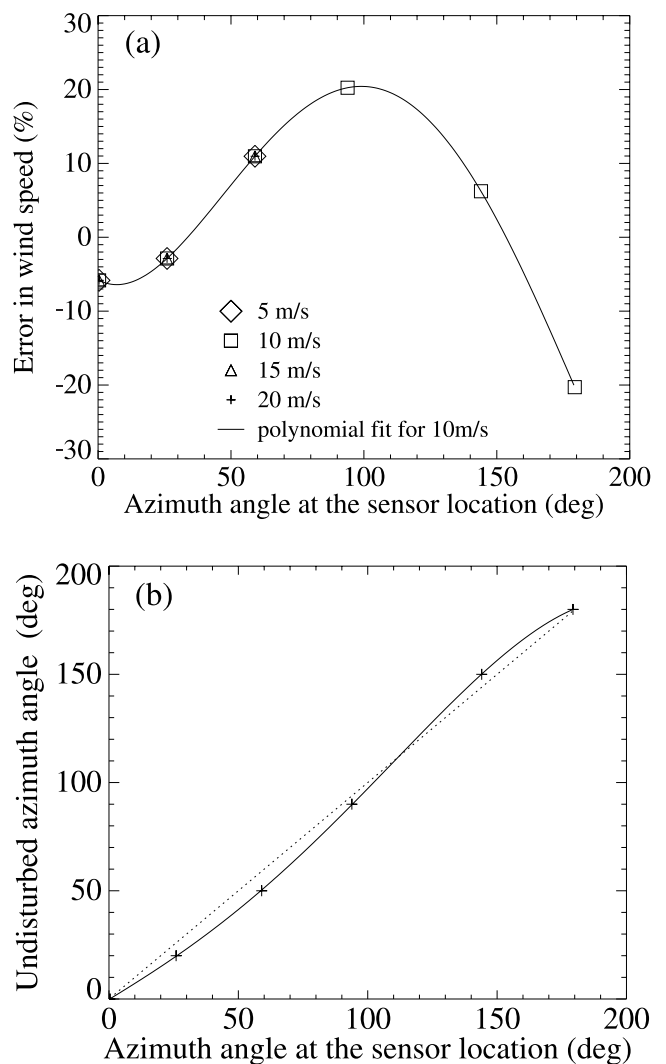 30
(a)
20
10
0
-10
-20
-30
Error in wind speed (%)
5 m/s
10 m/s
15 m/s
20 m/s
polynomial fit for 10m/s
0 50 100 150 200
Azimuth angle at the sensor location (deg)
200
(b)
150
100
50
0
Undisturbed azimuth angle (deg)
0 50 100 150 200
Azimuth angle at the sensor location (deg)